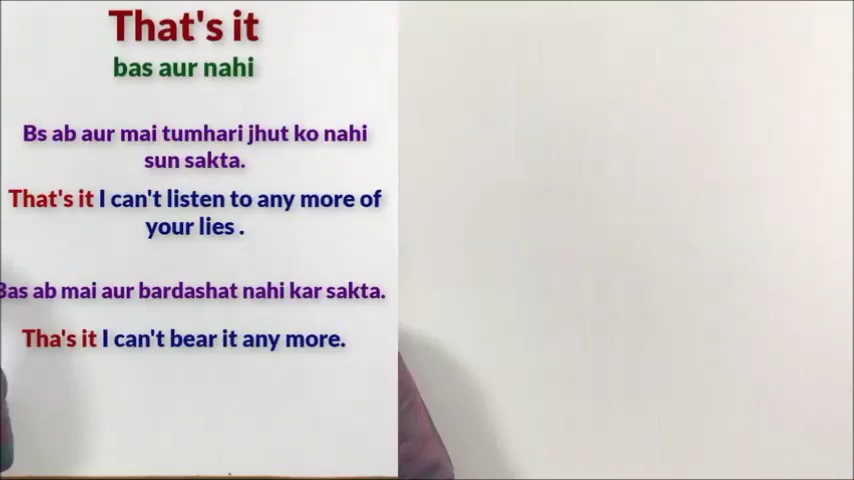 That's it
bas aur nahi
Bs ab aur mai tumhari jhut ko nahi
sun sakta.
That's it I can't listen to any more of
your lies .
Bas ab mai aur bardashat nahi kar sakta.
Tha's it I can't bear it any more.